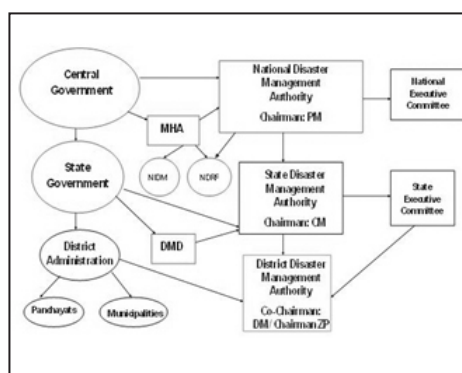 Central
Government
National Disaster
Management
Authority
Chairman: PM
National
Executive
Committee
MHA
NIDM
NDRF
State
Government
State Disaster
Management
Authority
Chairman: CM
State
Executive
Committee
DMD
District
Administration
District Disaster
Management
Authority
Co-Chairman:
DM/ Chairman ZP
Panchayats
Municipalities